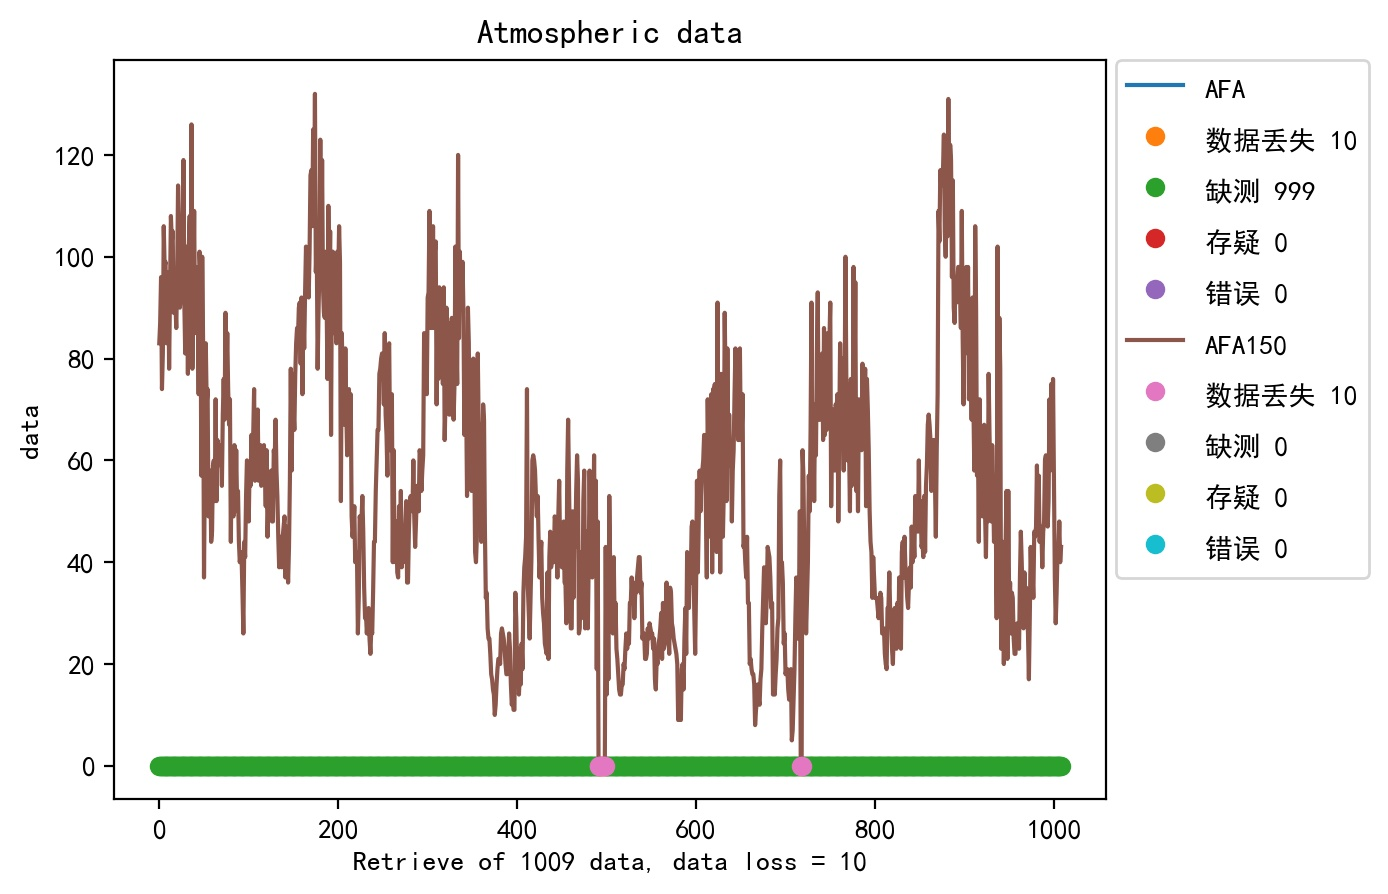 Atmospheric data
AFA
数据丢失 10
缺测 999
存疑 0
错误 0
AFA150
数据丢失 10
缺测 0
存疑 0
错误 0
data
120
100
80
60
40
20
0
0 200 400 600 800 1000
Retrieve of 1009 data, data loss = 10